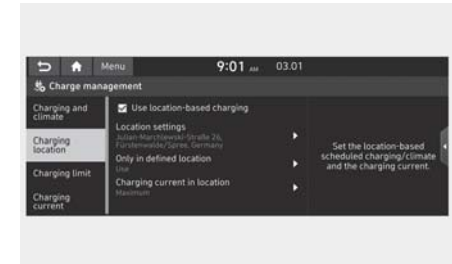 Menu
9:01 AM
03.01
Charge management
Charging and
climate
Charging
location
Charging limit
Charging
current
Use location-based charging
Location settings
Julian-Marchlewski-Straße 26,
Fürstenwalde/Spree, Germany
Only in defined location
Use
Charging current in location
Maximum
Set the location-based
scheduled charging/climate
and the charging current.